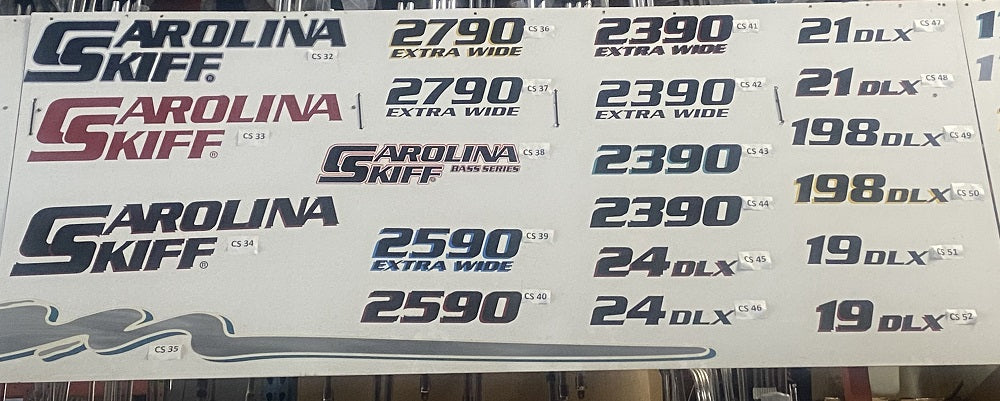 CAROLINA
SKIFF®
CS 32
CAROLINA
SKIFF®
CS 33
CAROLINA
SKIFF®
CS 34
CS 35
2790
EXTRA WIDE
CS 36
2790
EXTRA WIDE
CS 37
CAROLINA
SKIFF
BASS SERIES
CS 38
2590
EXTRA WIDE
CS 39
2590
CS 40
2390
EXTRA WIDE
CS 41
2390
EXTRA WIDE
CS 42
2390
CS 43
2390
CS 44
24 DLX
CS 45
24 DLX
CS 46
21 DLX
CS 47
21 DLX
CS 48
198 DLX
CS 49
198 DLX
CS 50
19 DLX
CS 51
19 DLX
CS 52